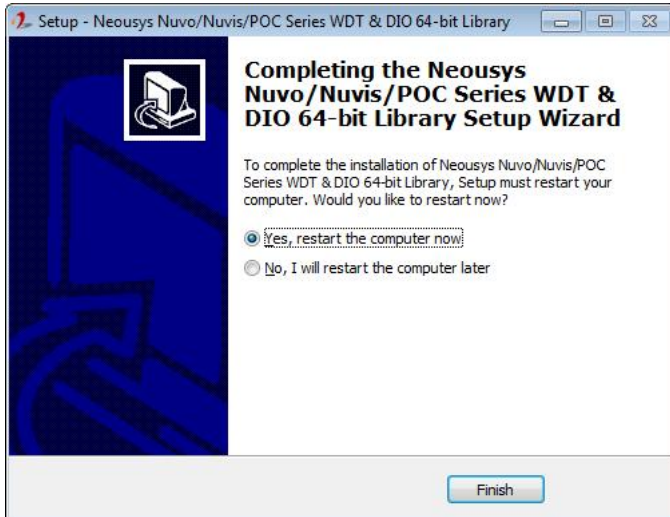 Setup - Neousys Nuvo/Nuvis/POC Series WDT & DIO 64-bit Library
Completing the Neousys
Nuvo/Nuvis/POC Series WDT &
DIO 64-bit Library Setup Wizard
To complete the installation of Neousys Nuvo/Nuvis/POC
Series WDT & DIO 64-bit Library, Setup must restart your
computer. Would you like to restart now?
Yes, restart the computer now
No, I will restart the computer later
Finish